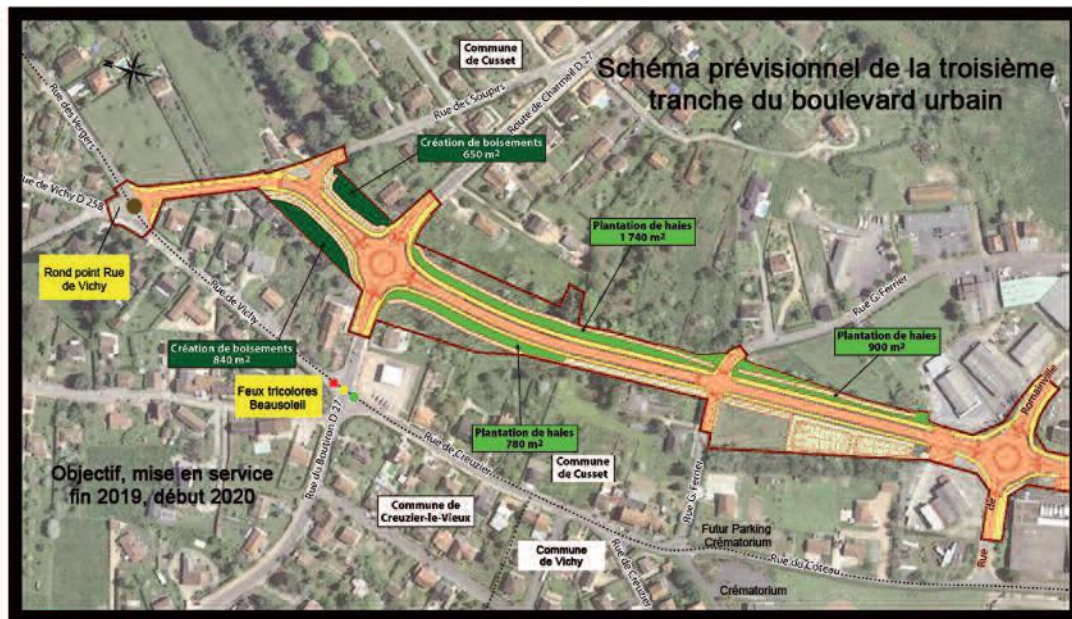 Schéma prévisionnel de la troisième
tranche du boulevard urbain
Commune
de Cusset
Rue des Soupirs
Route de Charmeil D 27
Rue des Vergers
Rue de Vichy D 258
Création de boisements
650 m²
Plantation de haies
1 740 m²
Rond point Rue
de Vichy
Rue de Vichy
Rue G. Ferrier
Création de boisements
840 m²
Plantation de haies
900 m²
Feux tricolores
Beausoleil
Romainville
Rue du Bourtiron D 27
Rue de Creuzier
Plantation de haies
780 m²
Commune
de Cusset
Objectif, mise en service
fin 2019, début 2020
Commune de
Creuzier-le-Vieux
Rue G. Ferrier
Futur Parking
Crématorium
de
Rue
Commune
de Vichy
Rue de Creuzier
Rue du Coteau
Crématorium